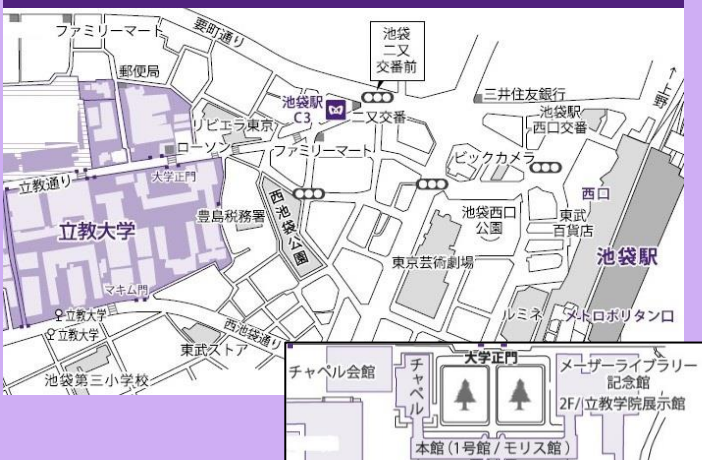 ファミリーマート
要町通り
池袋
二又
交番前
郵便局
三井住友銀行
↑上野
池袋駅
C3
二又交番
池袋駅
西口交番
リビエラ東京
ローソン
ファミリーマート
ビックカメラ
立教通り
大学正門
西口
豊島税務署
西池袋公園
池袋西口
公園
東武
百貨店
立教大学
東京芸術劇場
池袋駅
マキム門
立教大学
立教大学
西池袋通り
ルミネ
メトロポリタン口
東武ストア
池袋第三小学校
大学正門
チャペル会館
チャペル
メーザーライブラリー
記念館
2F/立教学院展示館
本館(1号館/モリス館)